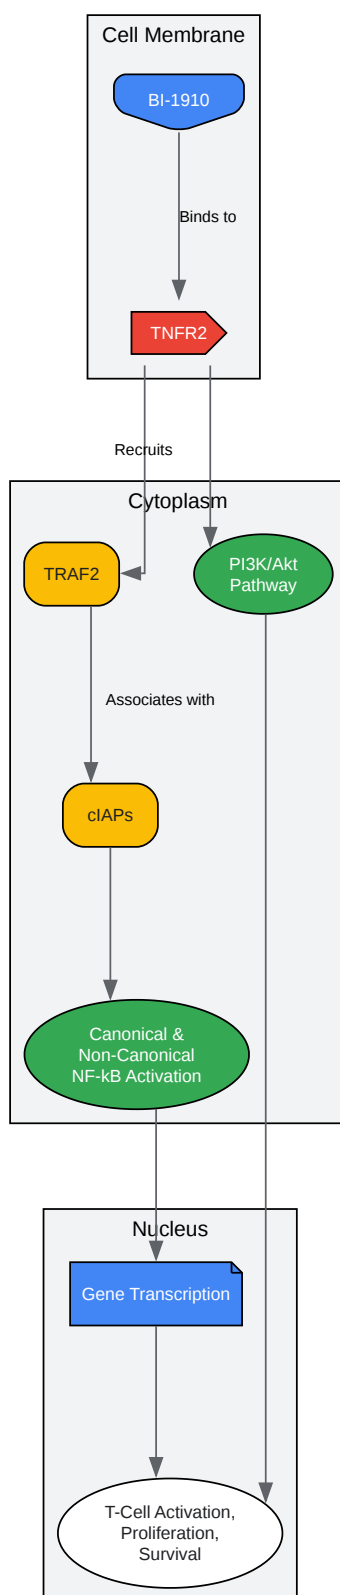 Cell Membrane
BI-1910
Binds to
TNFR2
Recruits
Cytoplasm
TRAF2
PI3K/Akt
Pathway
Associates with
cIAPs
Canonical &
Non-Canonical
NF-kB Activation
Nucleus
Gene Transcription
T-Cell Activation,
Proliferation,
Survival